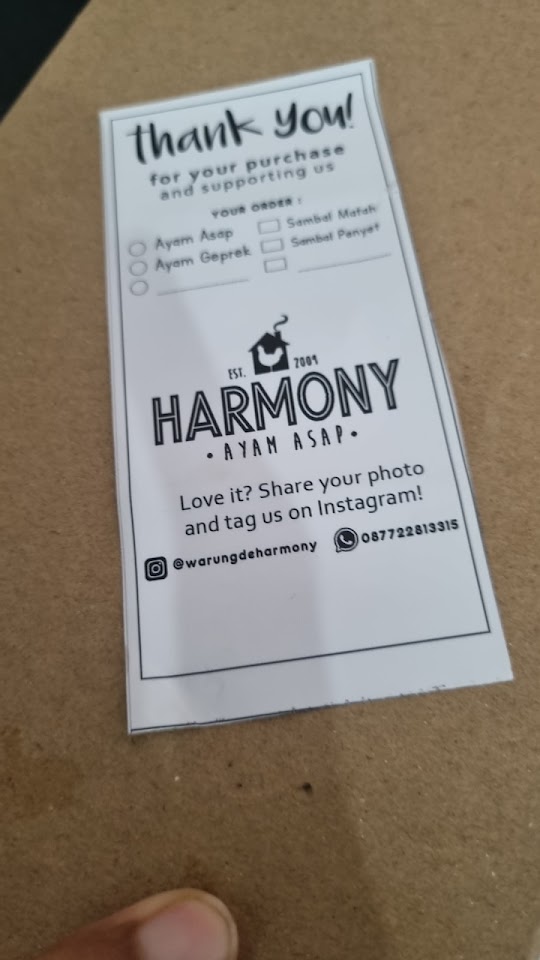 thank you!
for your purchase
and supporting us
YOUR ORDER :
Ayam Asap
Ayam Geprek
Sambal Matah
Sambal Penyet
EST. 2009
HARMONY
• AYAM ASAP •
Love it? Share your photo
and tag us on Instagram!
@warungdeharmony
087722813315